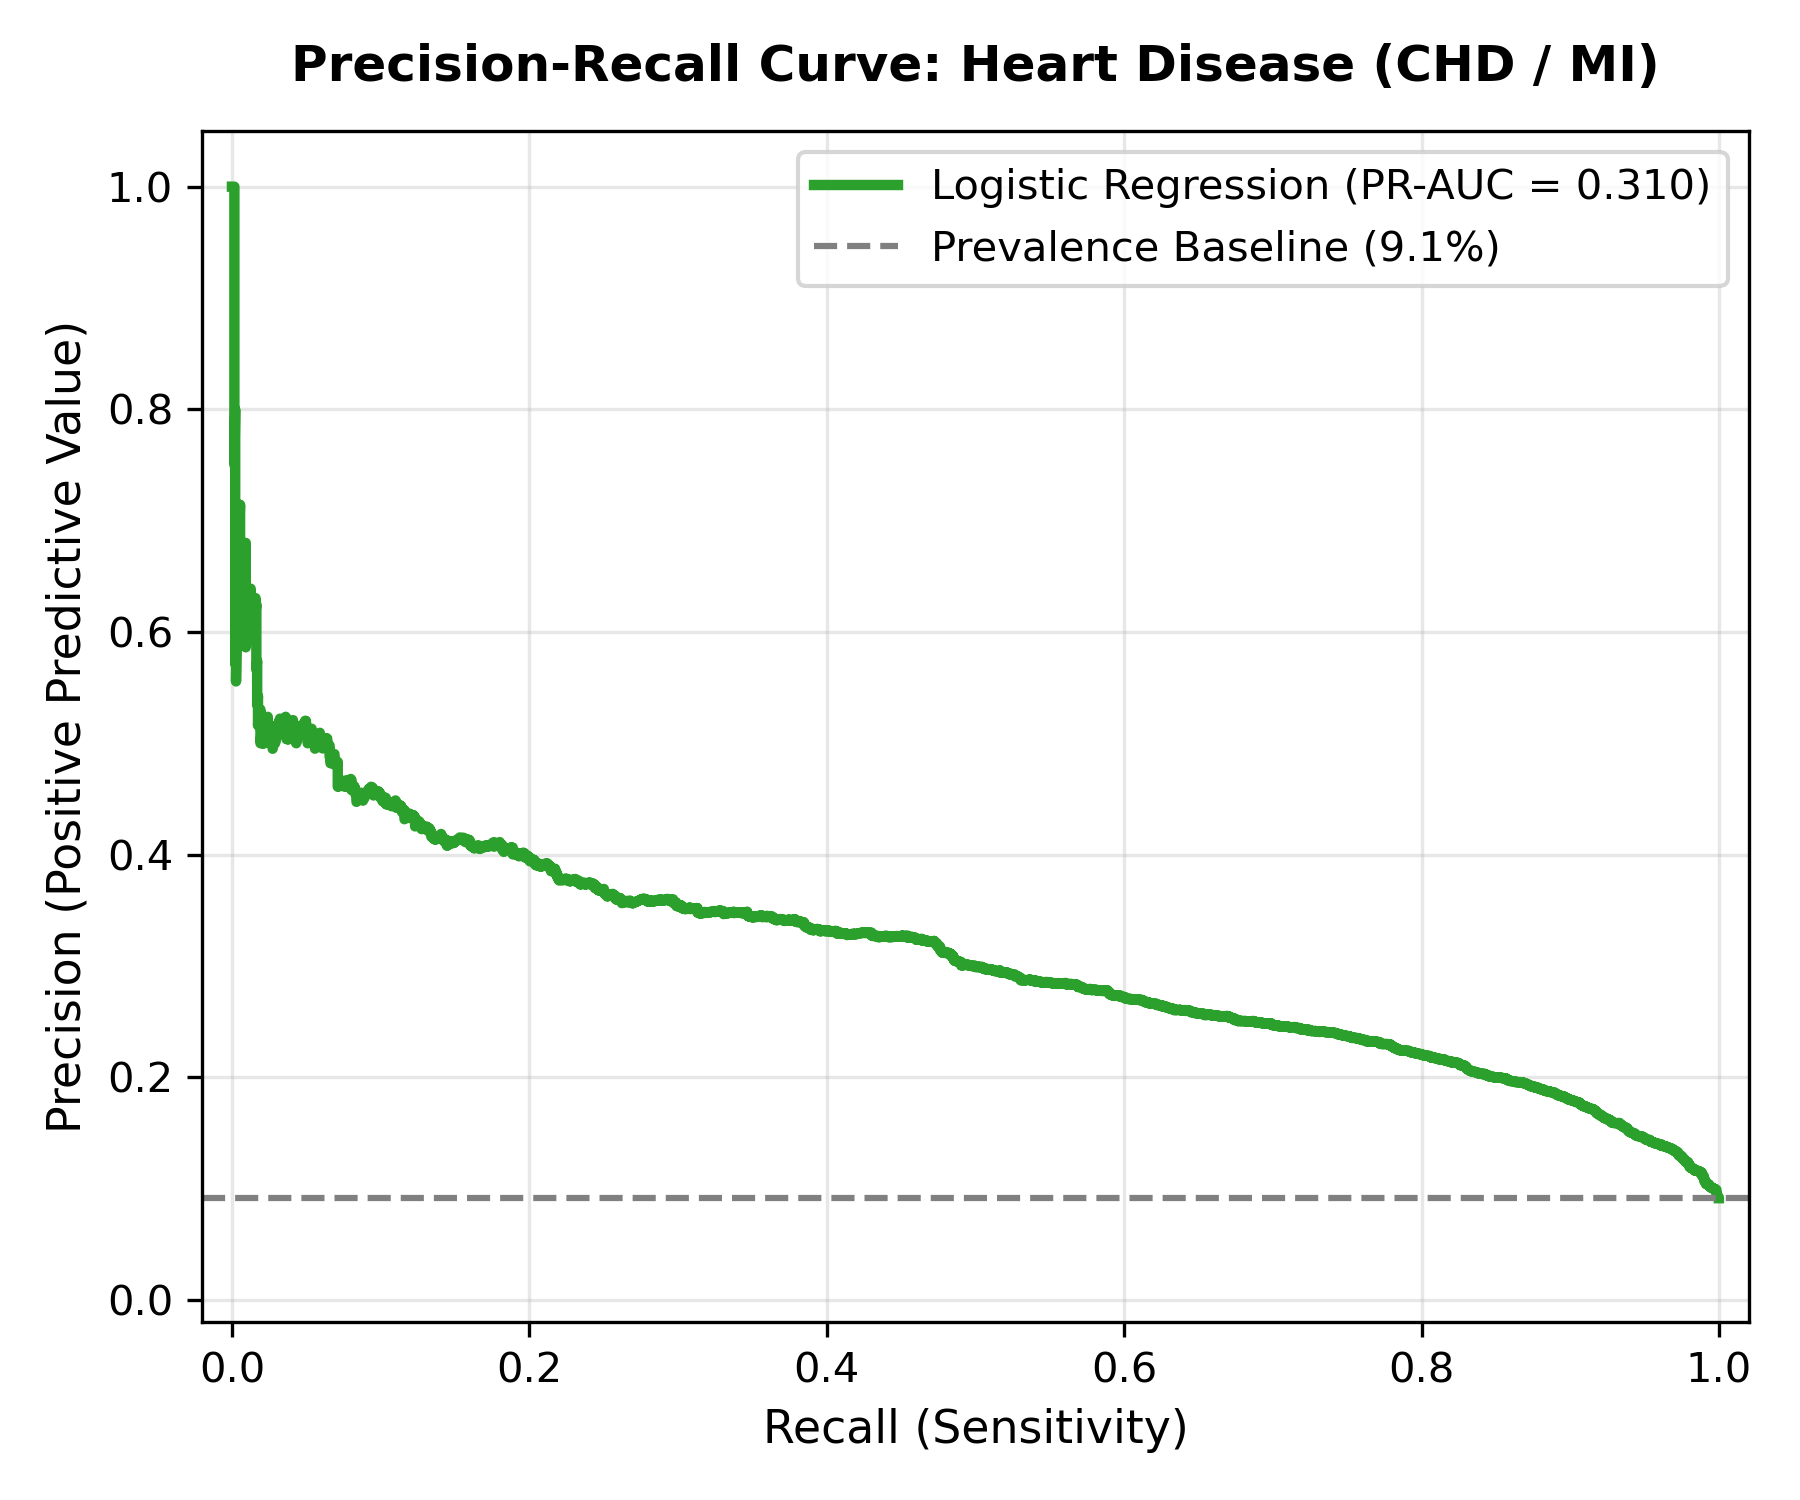 Precision-Recall Curve: Heart Disease (CHD / MI)
Logistic Regression (PR-AUC = 0.310)
Prevalence Baseline (9.1%)
Precision (Positive Predictive Value)
1.0
0.8
0.6
0.4
0.2
0.0
0.0 0.2 0.4 0.6 0.8 1.0
Recall (Sensitivity)